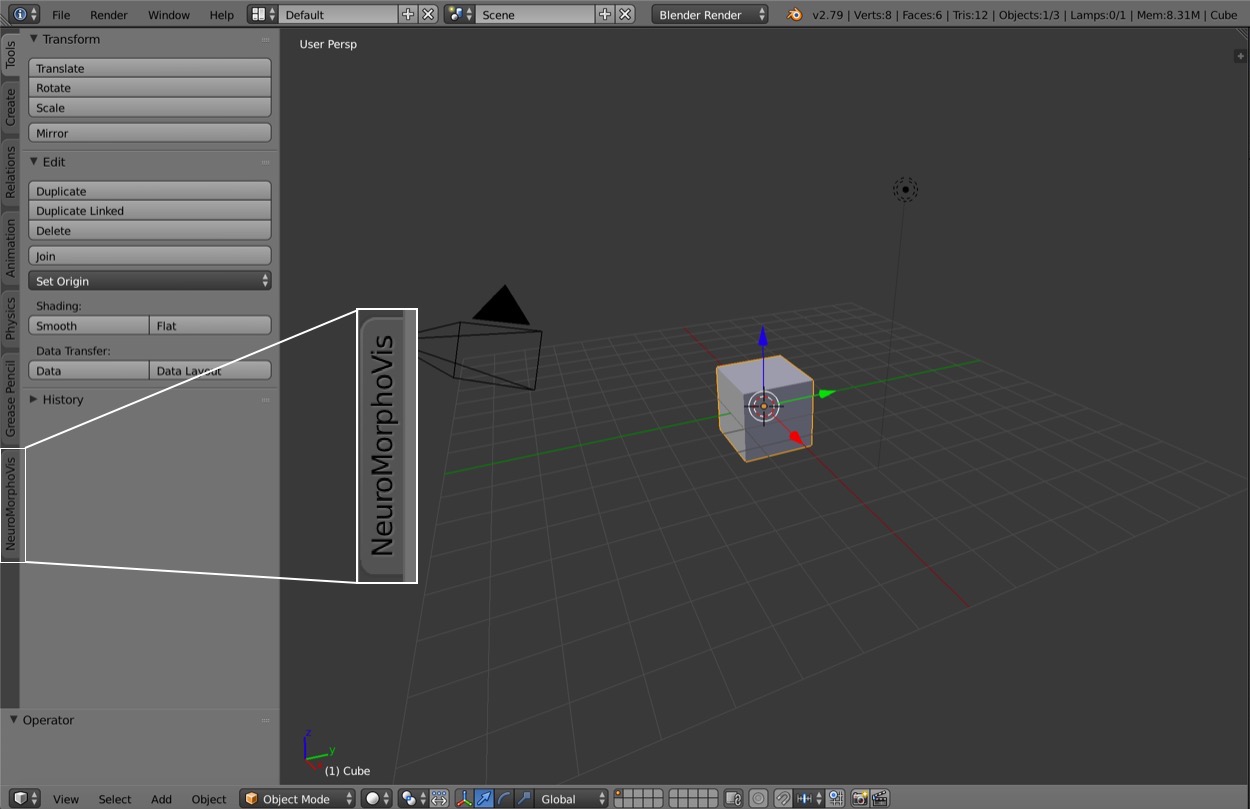 File Render Window Help Default Scene Blender Render v2.79 | Verts:8 | Faces:6 | Tris:12 | Objects:1/3 | Lamps:0/1 | Mem:8.31M | Cube
Tools
Create
Relations
Animation
Physics
Grease Pencil
NeuroMorphoVis
Transform
Translate
Rotate
Scale
Mirror
Edit
Duplicate
Duplicate Linked
Delete
Join
Set Origin
Shading:
Smooth Flat
Data Transfer:
Data Data Layout
History
Operator
NeuroMorphoVis
User Persp
z
y
(1) Cube
View Select Add Object Object Mode Global